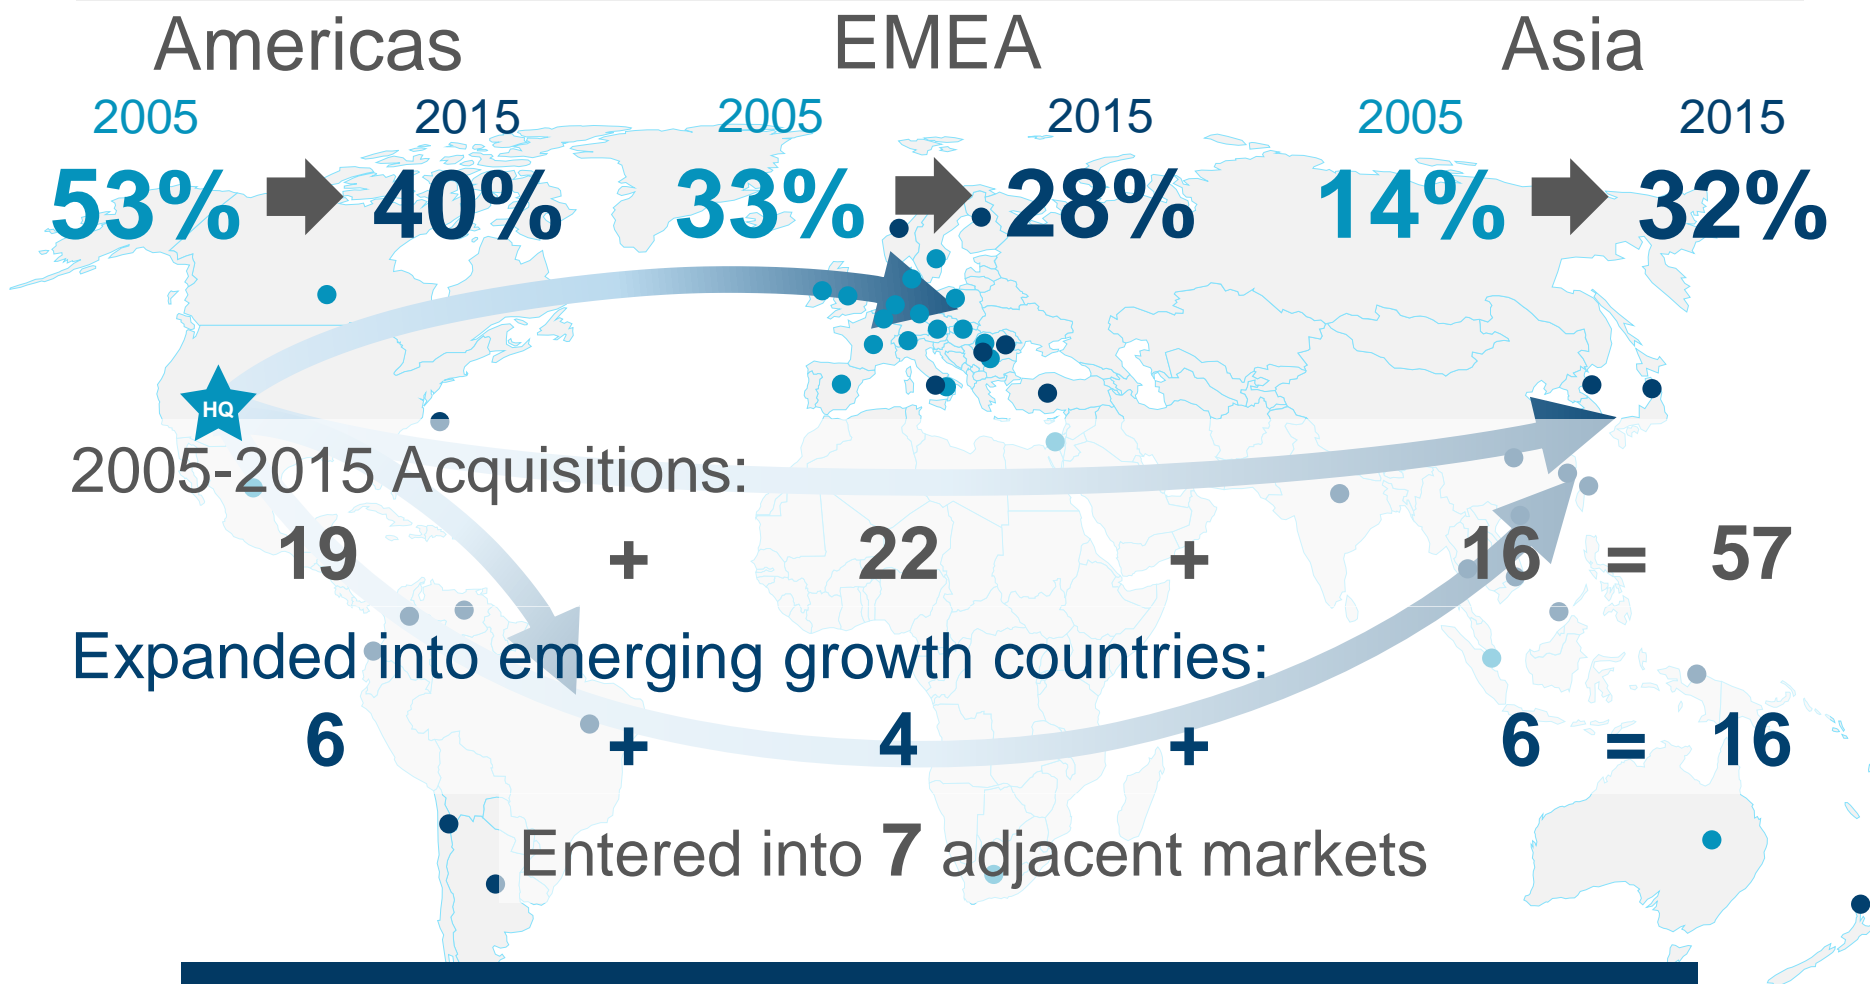 Americas EMEA Asia
2005 2015 2005 2015 2005 2015
53% 40% 33% 28% 14% 32%
HQ
2005-2015 Acquisitions:
19 + 22 + 16 = 57
Expanded into emerging growth countries:
6 + 4 + 6 = 16
Entered into 7 adjacent markets